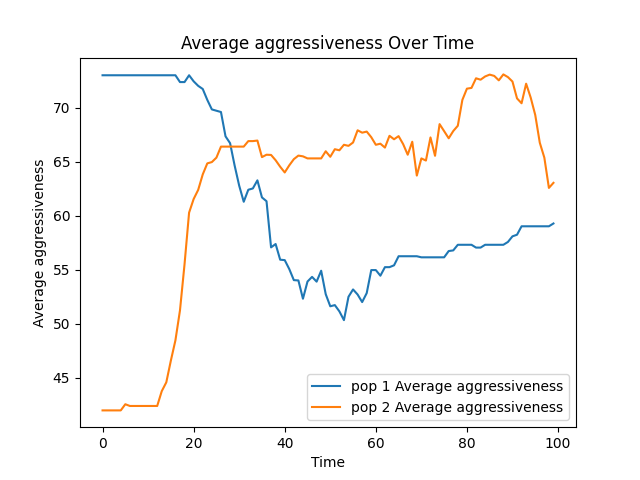 Average aggressiveness Over Time
Average aggressiveness
70
65
60
55
50
45
0 20 40 60 80 100
Time
pop 1 Average aggressiveness
pop 2 Average aggressiveness